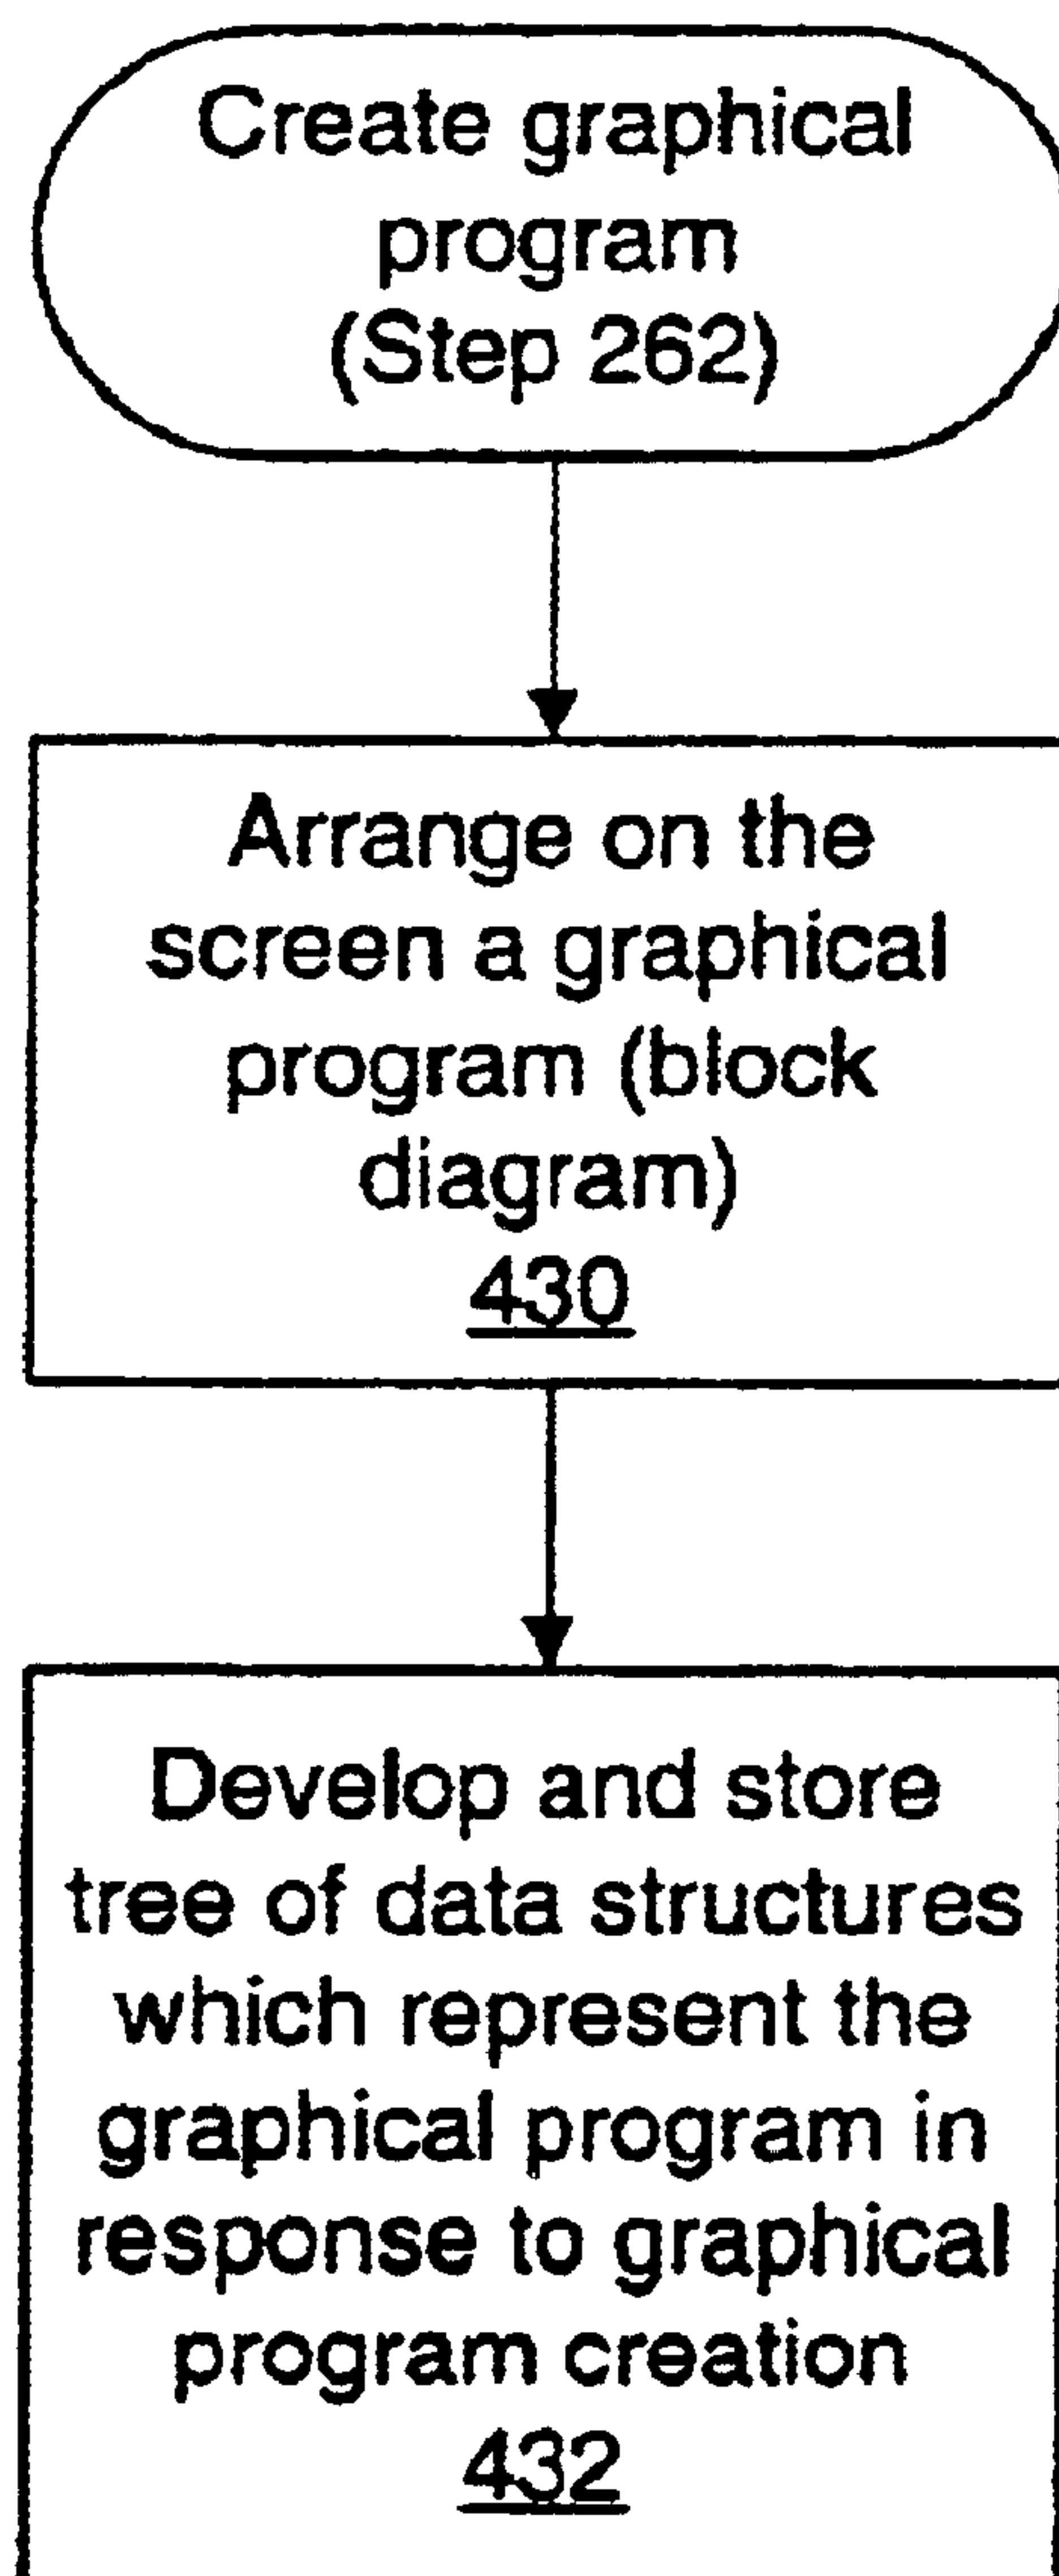 Create graphical
program
(Step 262)
Arrange on the
screen a graphical
program (block
diagram)
430
Develop and store
tree of data structures
which represent the
graphical program in
response to graphical
program creation
432